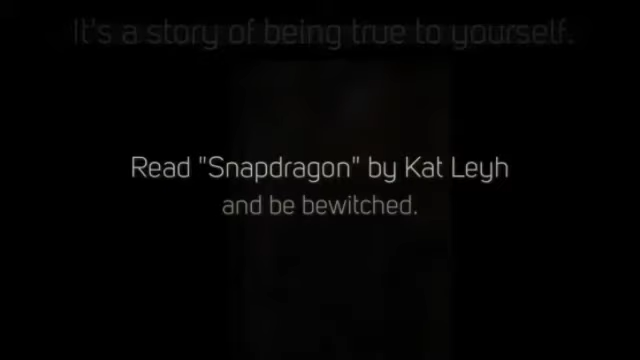 It's a story of being true to yourself.
Read "Snapdragon" by Kat Leyh
and be bewitched.